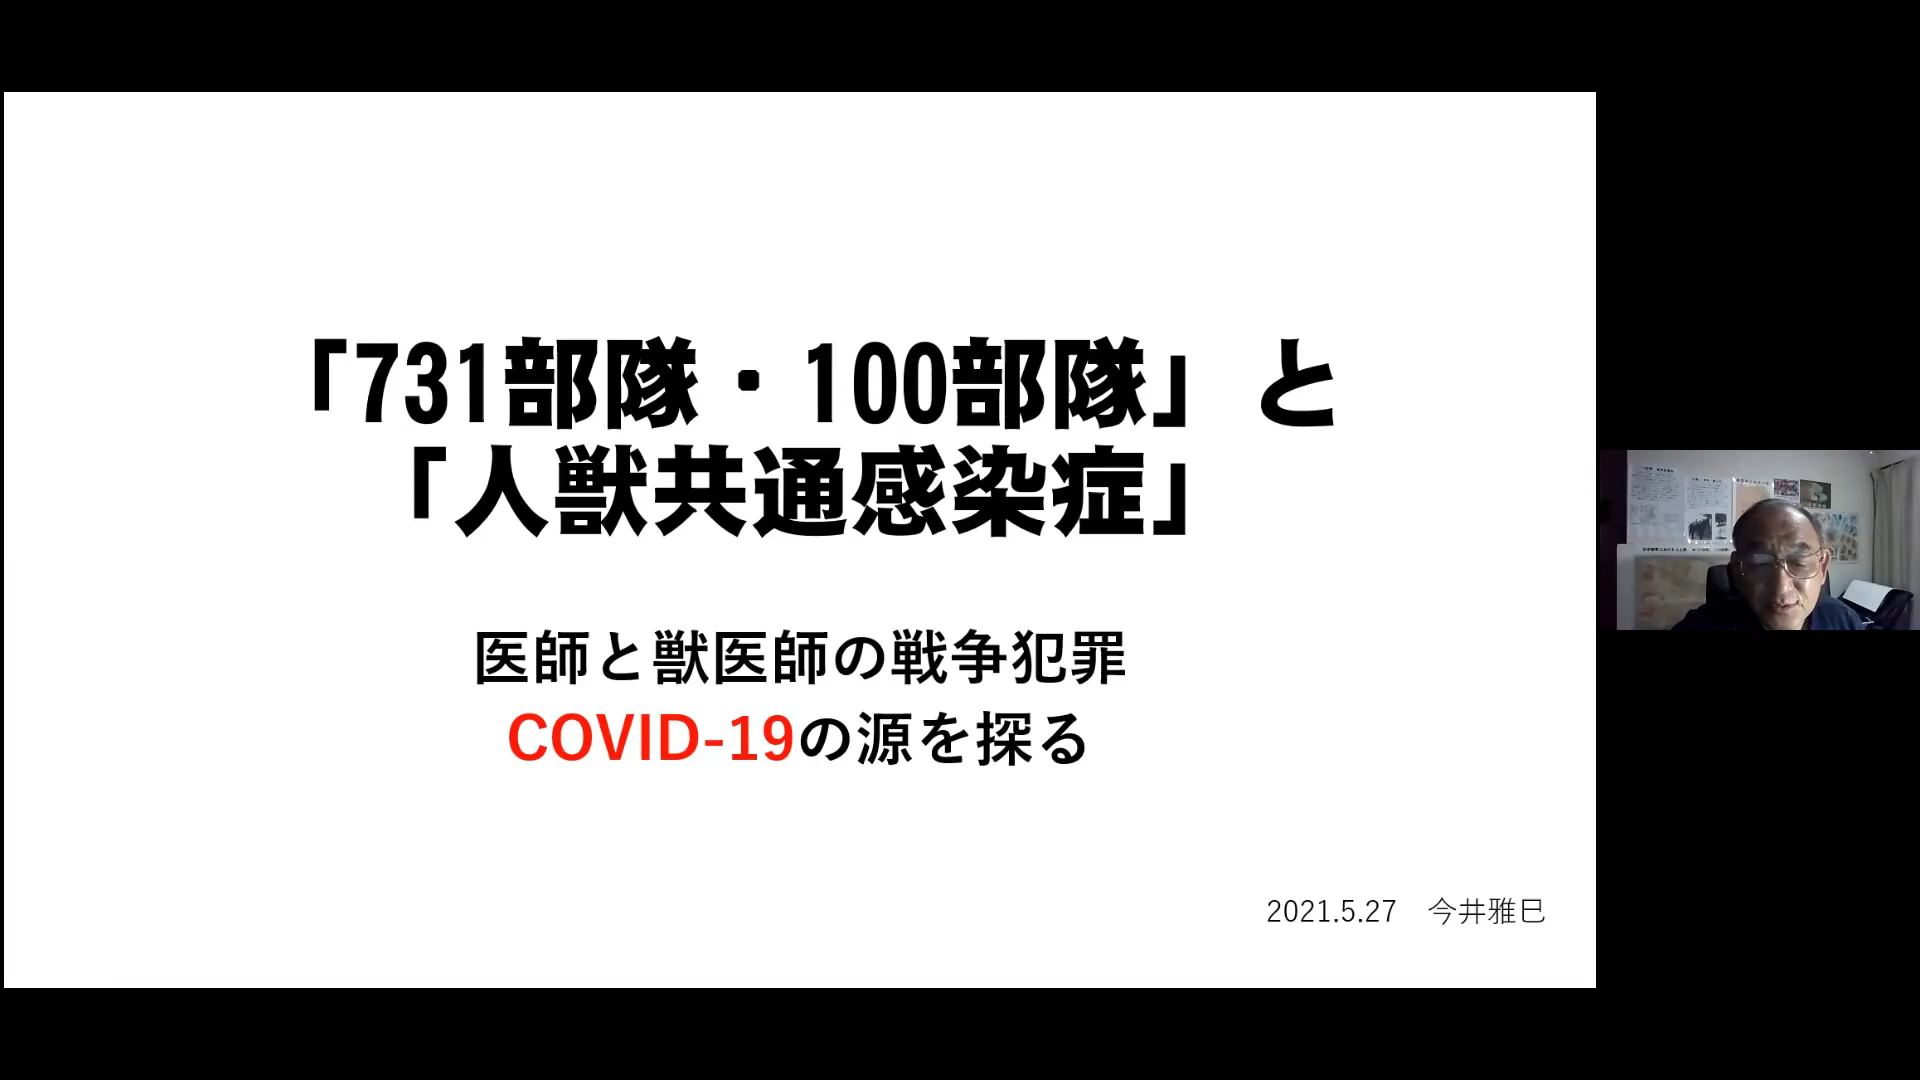 「731部隊・100部隊」と
「人獣共通感染症」
医師と獣医師の戦争犯罪
COVID-19の源を探る
2021.5.27　今井雅巳